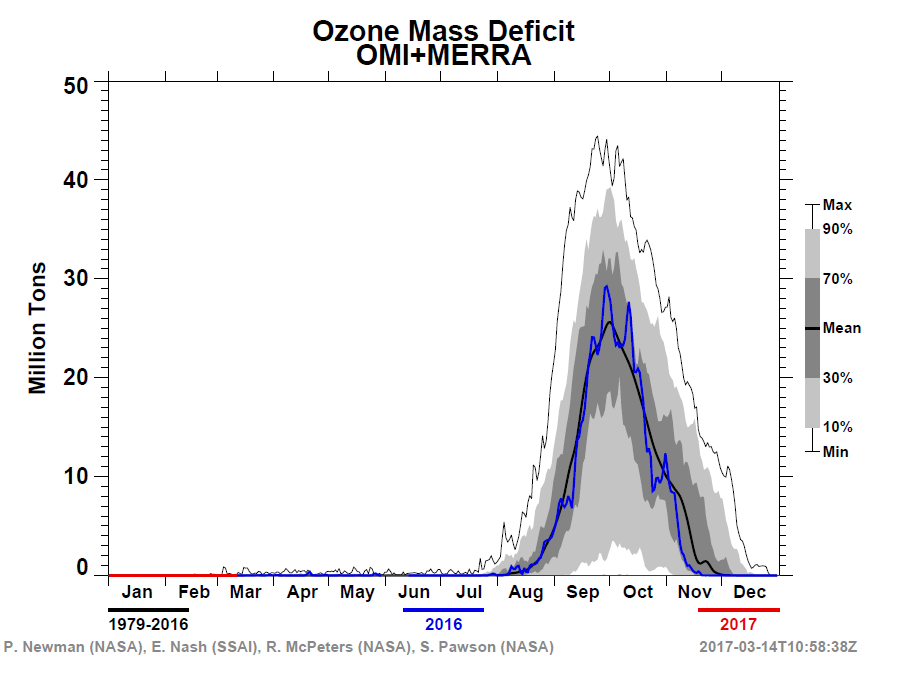 Ozone Mass Deficit
OMI+MERRA
50
40
30
20
10
0
Million Tons
Max
90%
70%
Mean
30%
10%
Min
Jan Feb Mar Apr May Jun Jul Aug Sep Oct Nov Dec
1979-2016 2016 2017
P. Newman (NASA), E. Nash (SSAI), R. McPeters (NASA), S. Pawson (NASA) 2017-03-14T10:58:38Z